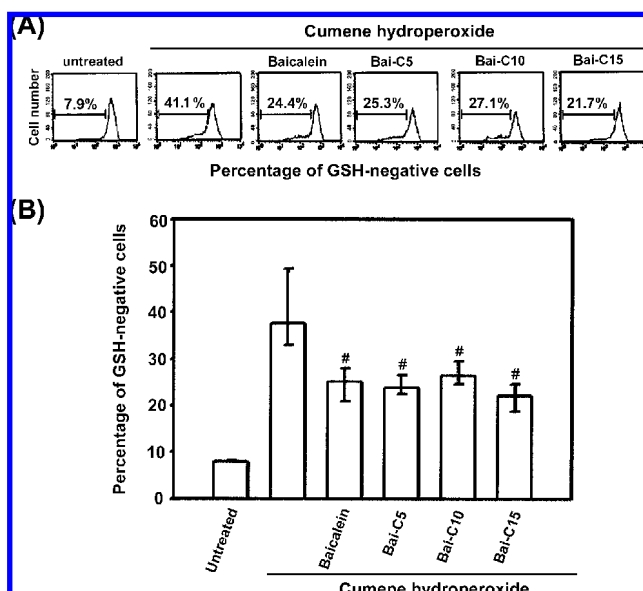 (A)
Cumene hydroperoxide
untreated Baicalein Bai-C5 Bai-C10 Bai-C15
Cell number
7.9% 41.1% 24.4% 25.3% 27.1% 21.7%
Percentage of GSH-negative cells
(B)
Percentage of GSH-negative cells
60
50
40
30
20
10
0
# # # #
Untreated Baicalein Bai-C5 Bai-C10 Bai-C15
Cumene hydroperoxide